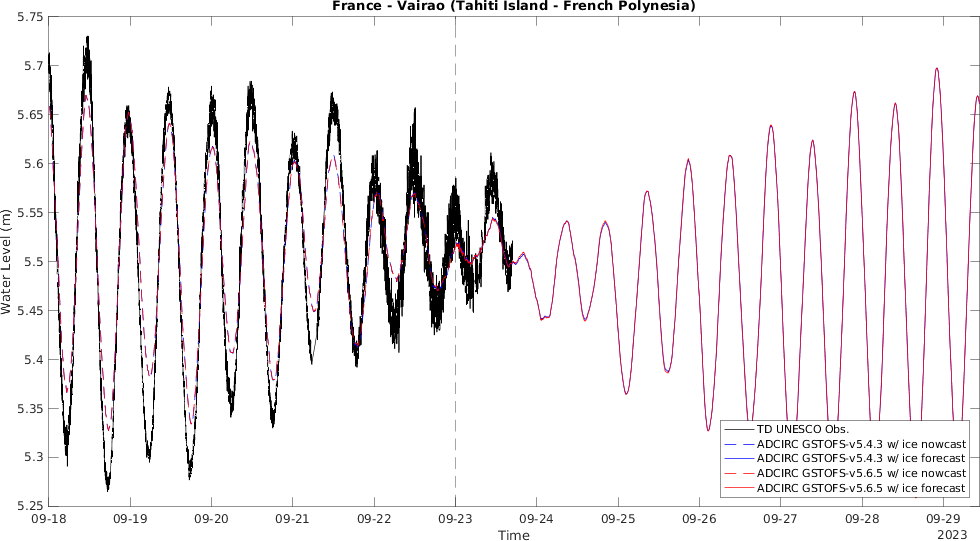 France - Vairao (Tahiti Island - French Polynesia)
5.75
5.7
5.65
5.6
5.55
5.5
5.45
5.4
5.35
5.3
5.25
Water Level (m)
09-18 09-19 09-20 09-21 09-22 09-23 09-24 09-25 09-26 09-27 09-28 09-29
Time
2023
TD UNESCO Obs.
ADCIRC GSTOFS-v5.4.3 w/ ice nowcast
ADCIRC GSTOFS-v5.4.3 w/ ice forecast
ADCIRC GSTOFS-v5.6.5 w/ ice nowcast
ADCIRC GSTOFS-v5.6.5 w/ ice forecast